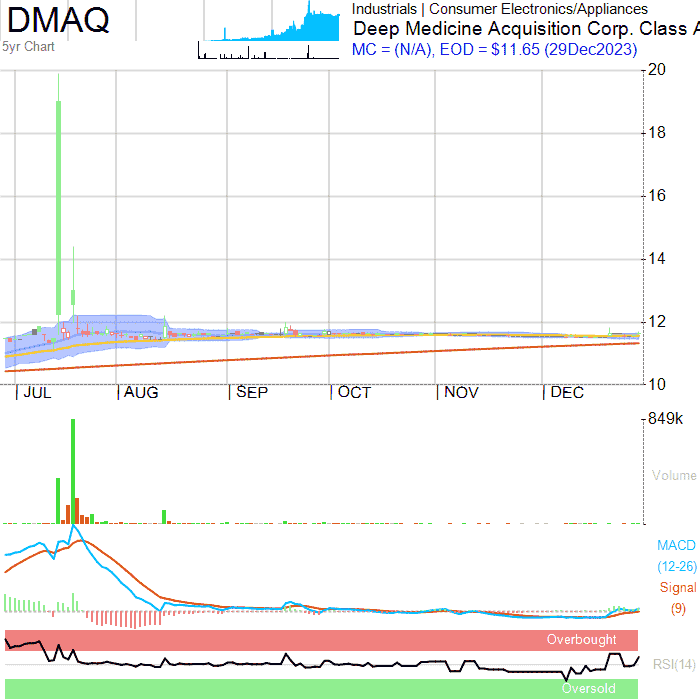 DMAQ
5yr Chart
Industrials | Consumer Electronics/Appliances
Deep Medicine Acquisition Corp. Class A
MC = (N/A), EOD = $11.65 (29Dec2023)
20
18
16
14
12
10
JUL AUG SEP OCT NOV DEC
849k
Volume
MACD
(12-26)
Signal
(9)
Overbought
RSI(14)
Oversold